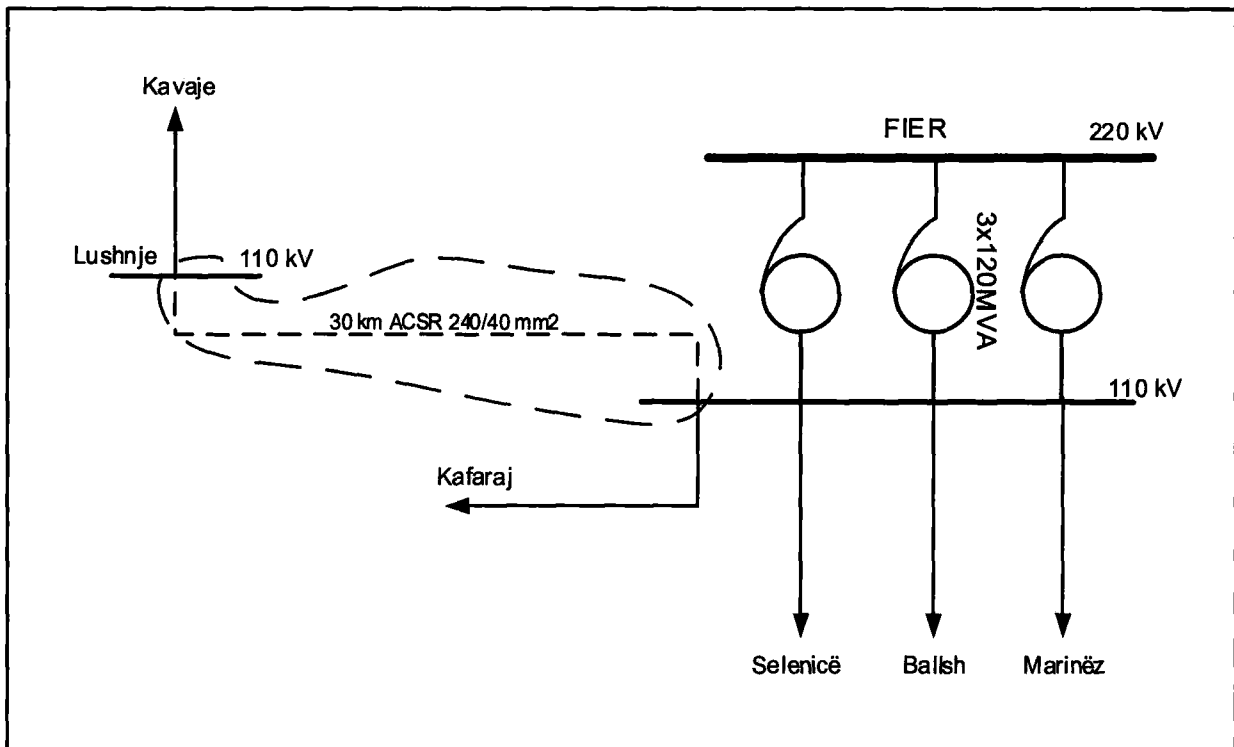 Kavaje
FIER
220 kV
Lushnje
110 kV
3x120MVA
30 km ACSR 240/40 mm2
110 kV
Kafaraj
Selenicë
Ballsh
Marinëz